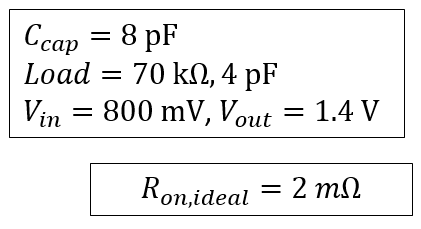 C_cap = 8 pF
Load = 70 kΩ, 4 pF
V_in = 800 mV, V_out = 1.4 V
R_on,ideal = 2 mΩ